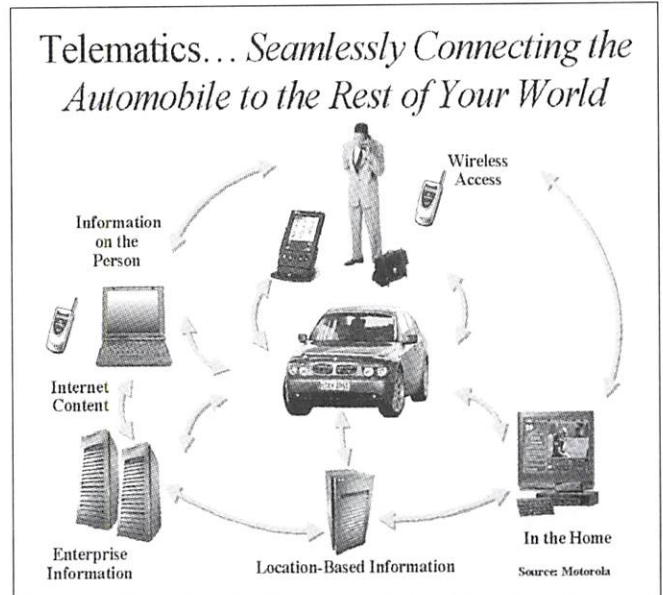 Telematics... Seamlessly Connecting the
Automobile to the Rest of Your World
Wireless
Access
Information
on the
Person
Internet
Content
Enterprise
Information
Location-Based Information
In the Home
Source: Motorola